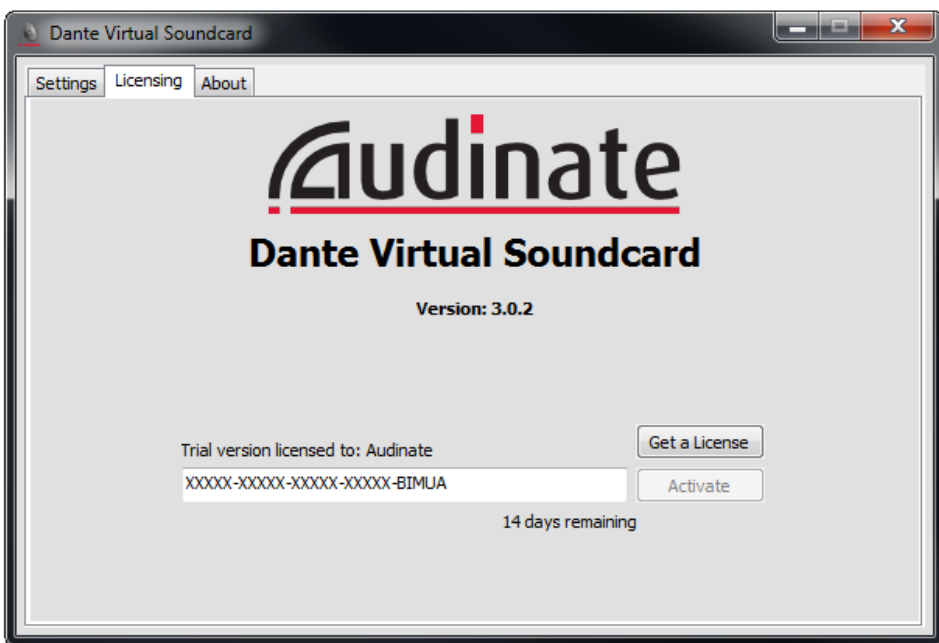 Dante Virtual Soundcard
Settings Licensing About
Audinate
Dante Virtual Soundcard
Version: 3.0.2
Trial version licensed to: Audinate
Get a License
XXXXX-XXXXX-XXXXX-XXXXX-BIMUA
Activate
14 days remaining